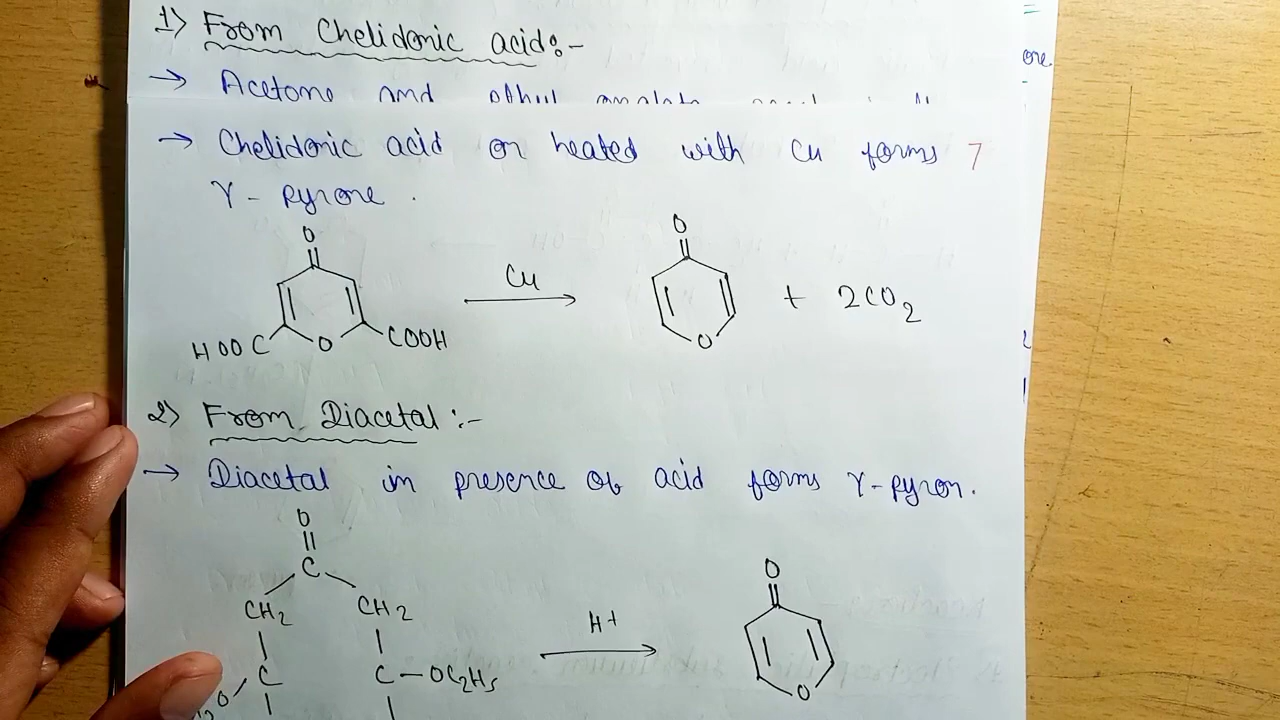 1) From Chelidonic acid:-
→ Acetone and
→ Chelidonic acid on heated with Cu forms
γ - pyrone .
O
HOOC O COOH
Cu
O
O
+ 2CO2
2) From Diacetal :-
→ Diacetal in presence of acid forms γ-pyron.
O
C
CH2 CH2
C C - OC2H5
H+
O
O